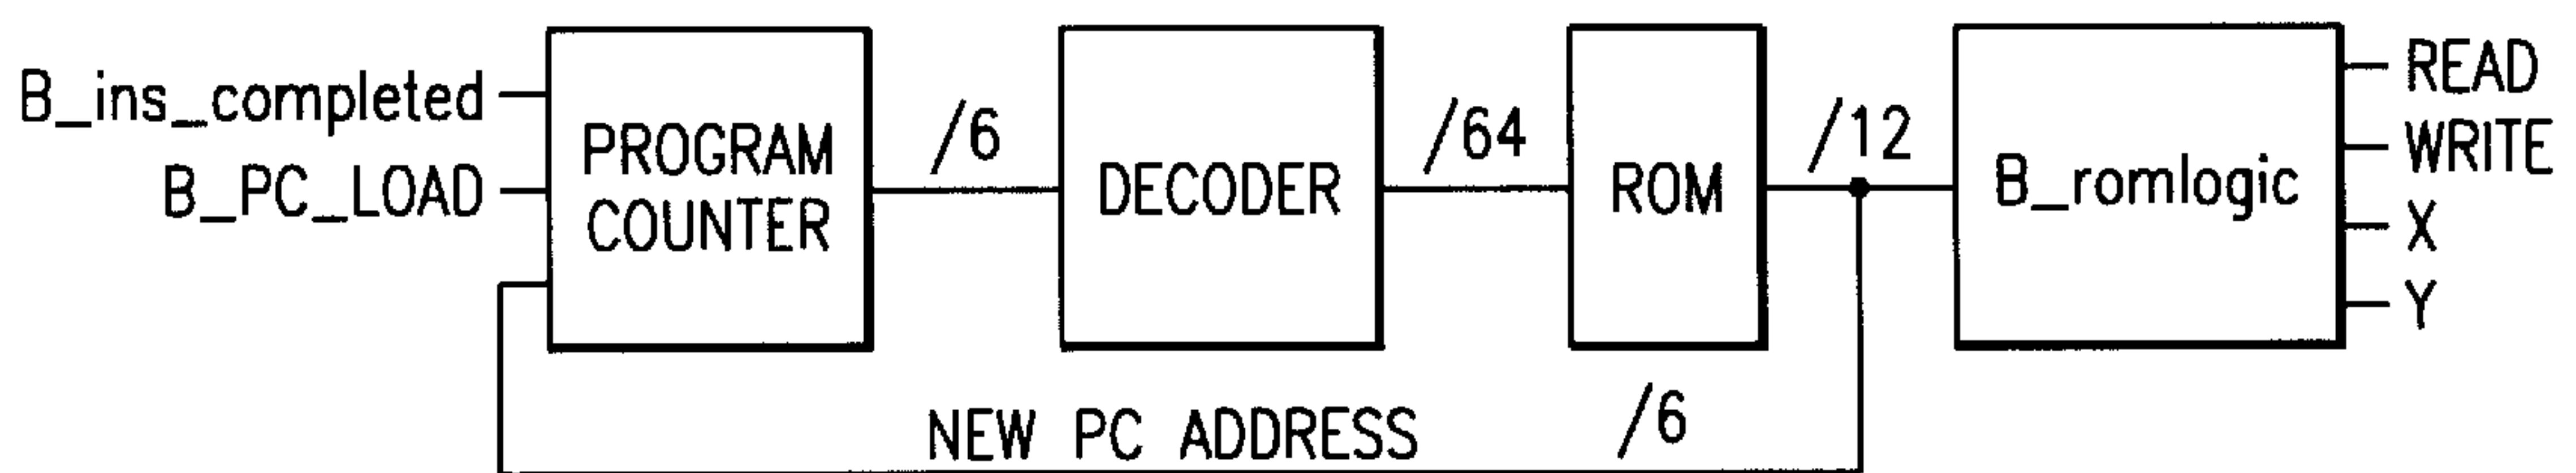 B_ins_completed
B_PC_LOAD
PROGRAM
COUNTER
/6
DECODER
/64
ROM
/12
B_romlogic
READ
WRITE
X
Y
NEW PC ADDRESS
/6